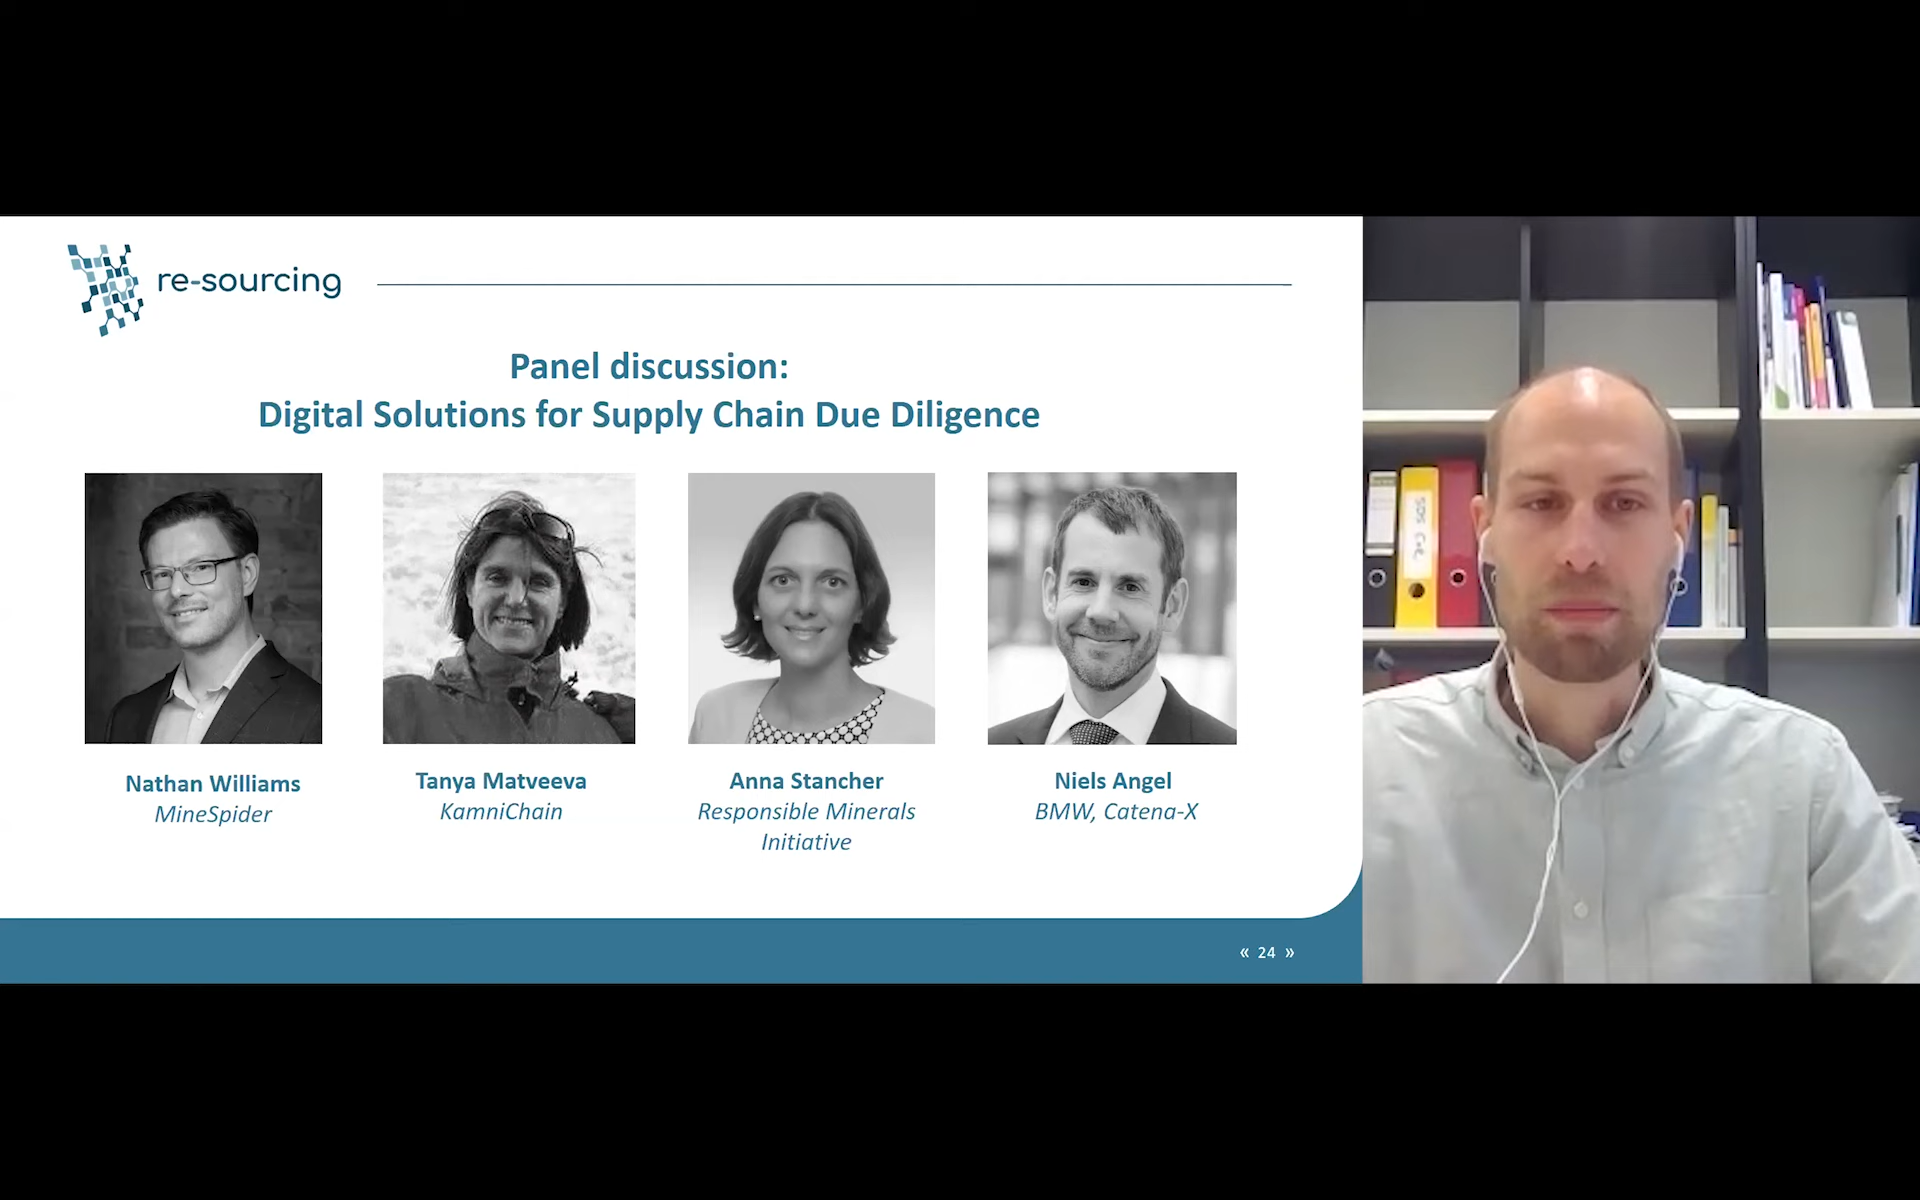 re-sourcing
Panel discussion:
Digital Solutions for Supply Chain Due Diligence
Nathan Williams
MineSpider
Tanya Matveeva
KamniChain
Anna Stancher
Responsible Minerals
Initiative
Niels Angel
BMW, Catena-X
« 24 »
SDS